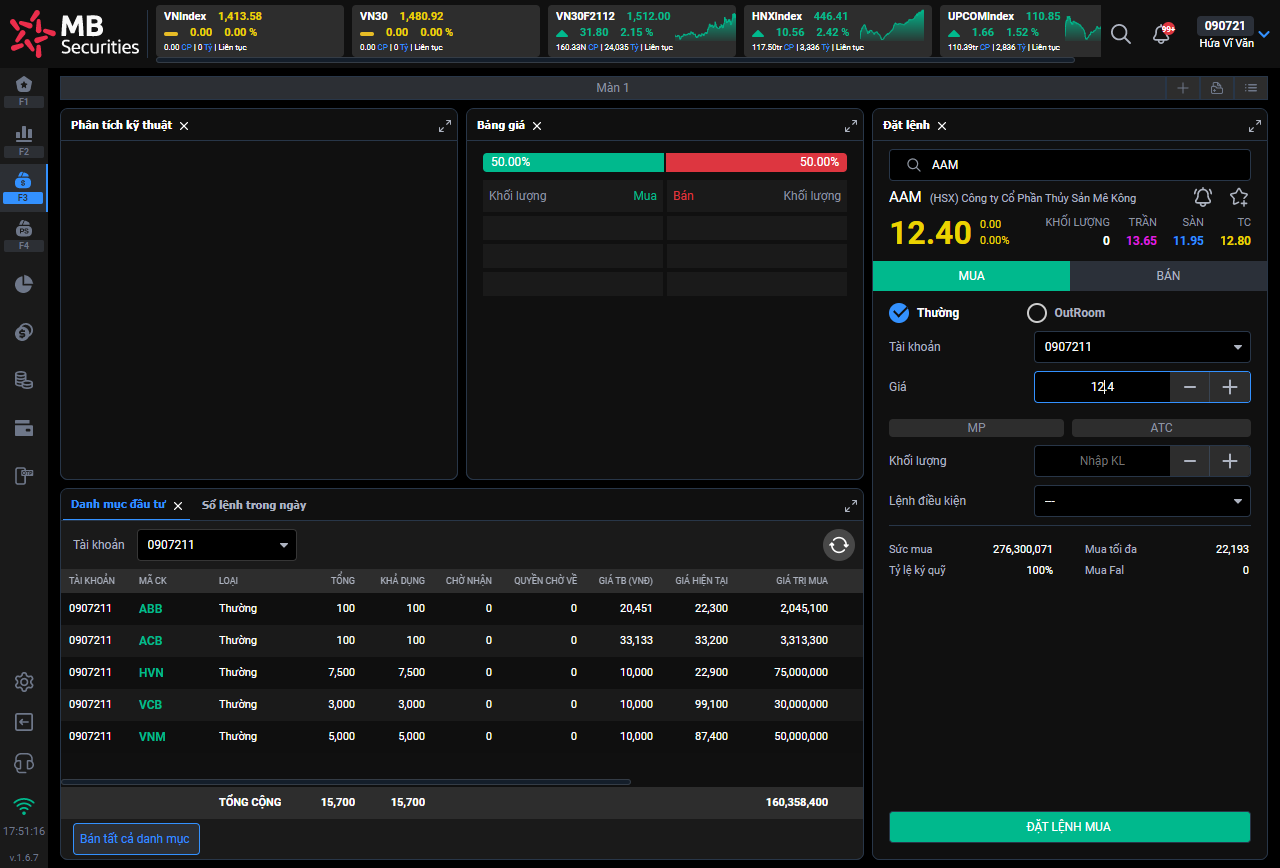 MB
Securities
VNIndex 1,413.58
0.00 0.00 %
0.00 CP | 0 Tỷ | Liên tục
VN30 1,480.92
0.00 0.00 %
0.00 CP | 0 Tỷ | Liên tục
VN30F2112 1,512.00
31.80 2.15 %
160.33N CP | 24,035 Tỷ | Liên tục
HNXIndex 446.41
10.56 2.42 %
117.50tr CP | 3,336 Tỷ | Liên tục
UPCOMIndex 110.85
1.66 1.52 %
110.39tr CP | 2,836 Tỷ | Liên tục
99+
090721
Hứa Vĩ Văn
F1
F2
F3
F4
17:51:16
v.1.6.7
Màn 1
Phân tích kỹ thuật
Bảng giá
50.00% 50.00%
Khối lượng Mua Bán Khối lượng
Đặt lệnh
AAM
AAM (HSX) Công ty Cổ Phần Thủy Sản Mê Kông
12.40 0.00 0.00%
KHỐI LƯỢNG TRẦN SÀN TC
0 13.65 11.95 12.80
MUA BÁN
Thường OutRoom
Tài khoản 0907211
Giá 12.4
MP ATC
Khối lượng Nhập KL
Lệnh điều kiện ---
Sức mua 276,300,071 Mua tối đa 22,193
Tỷ lệ ký quỹ 100% Mua Fal 0
ĐẶT LỆNH MUA
Danh mục đầu tư Sổ lệnh trong ngày
Tài khoản 0907211
TÀI KHOẢN MÃ CK LOẠI TỔNG KHẢ DỤNG CHỜ NHẬN QUYỀN CHỜ VỀ GIÁ TB (VNĐ) GIÁ HIỆN TẠI GIÁ TRỊ MUA
0907211 ABB Thường 100 100 0 0 20,451 22,300 2,045,100
0907211 ACB Thường 100 100 0 0 33,133 33,200 3,313,300
0907211 HVN Thường 7,500 7,500 0 0 10,000 22,900 75,000,000
0907211 VCB Thường 3,000 3,000 0 0 10,000 99,100 30,000,000
0907211 VNM Thường 5,000 5,000 0 0 10,000 87,400 50,000,000
TỔNG CỘNG 15,700 15,700 160,358,400
Bán tất cả danh mục